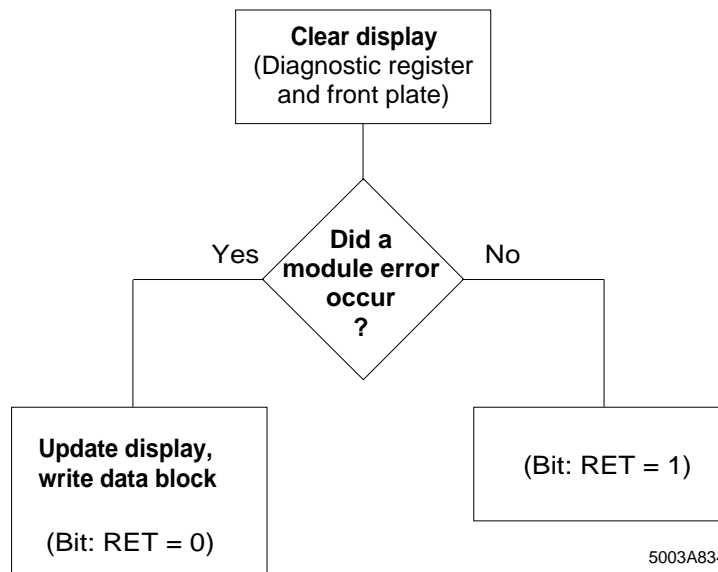 Clear display
(Diagnostic register
and front plate)
Yes
Did a
module error
occur
?
No
Update display,
write data block
(Bit: RET = 0)
(Bit: RET = 1)
5003A834